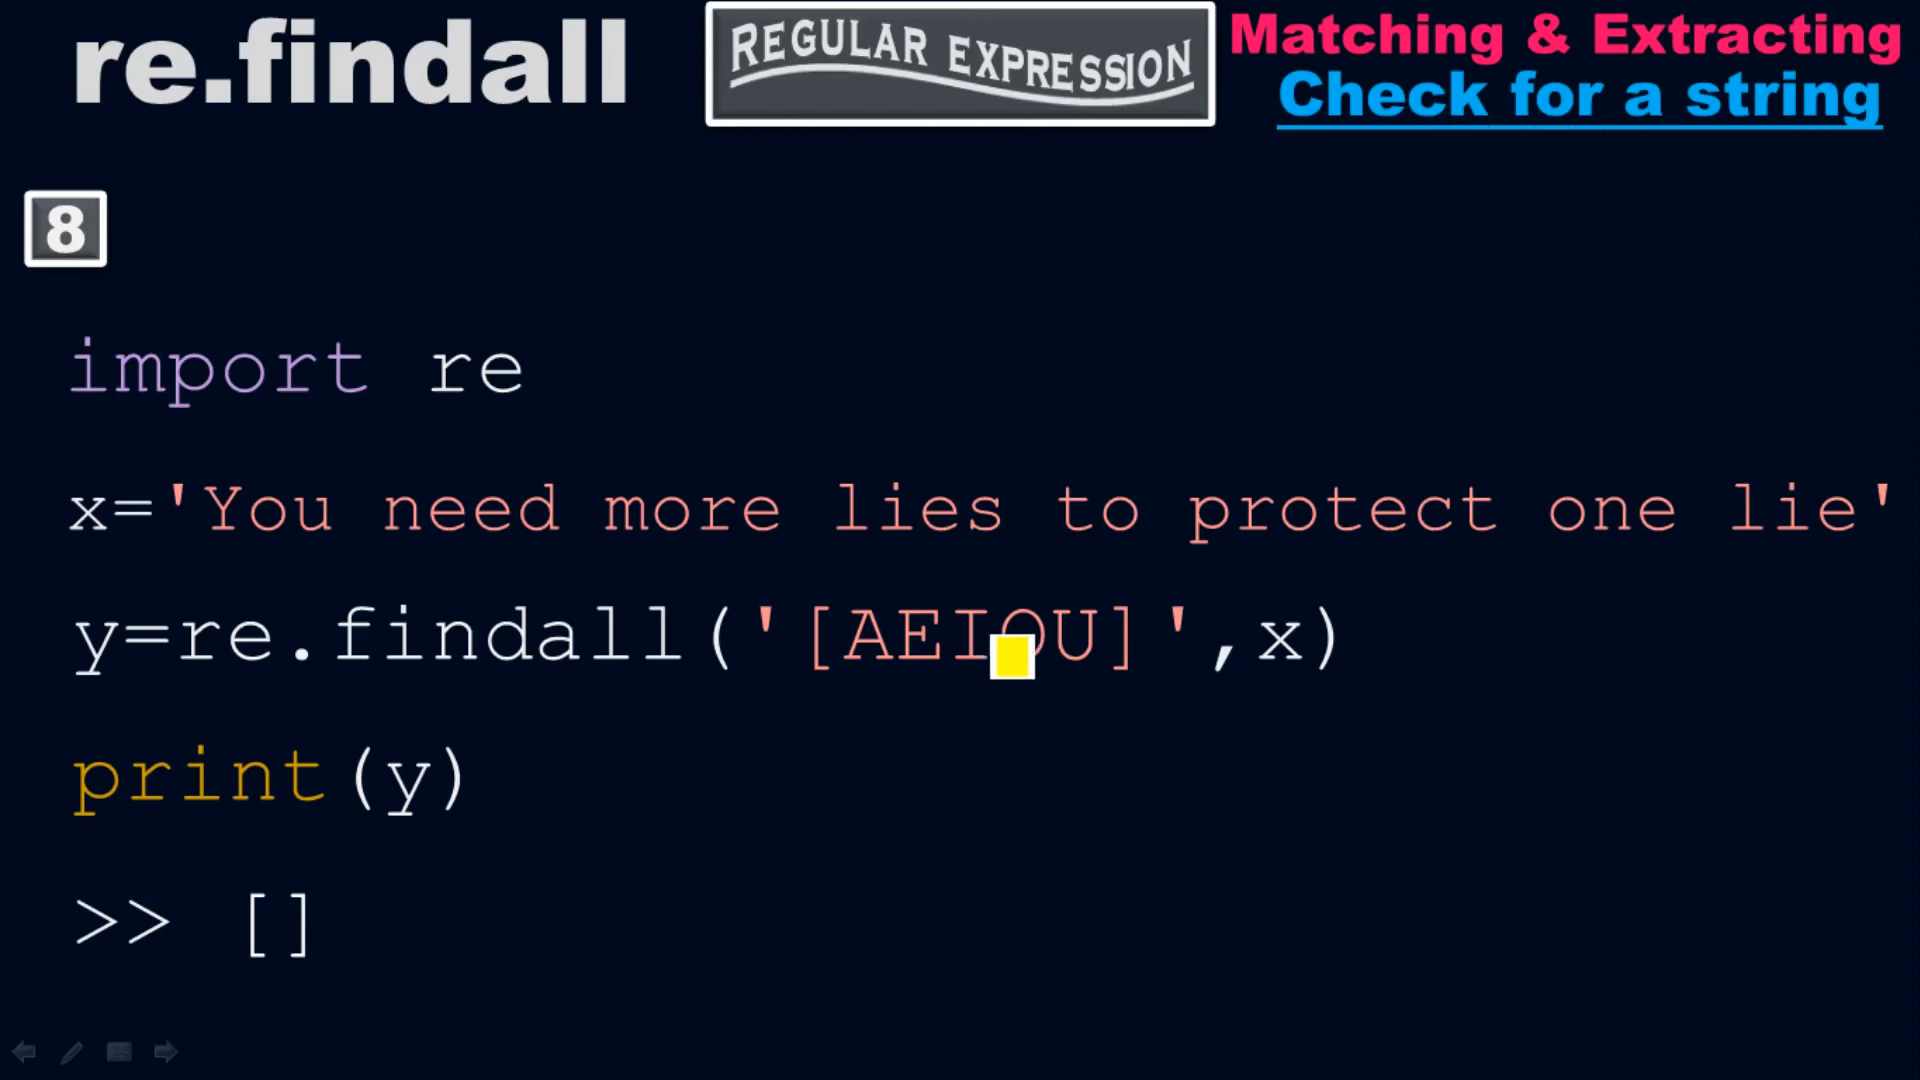 re.findall
REGULAR EXPRESSION
Matching & Extracting
Check for a string
8
import re
x='You need more lies to protect one lie'
y=re.findall('[AEIOU]',x)
print(y)
>> []